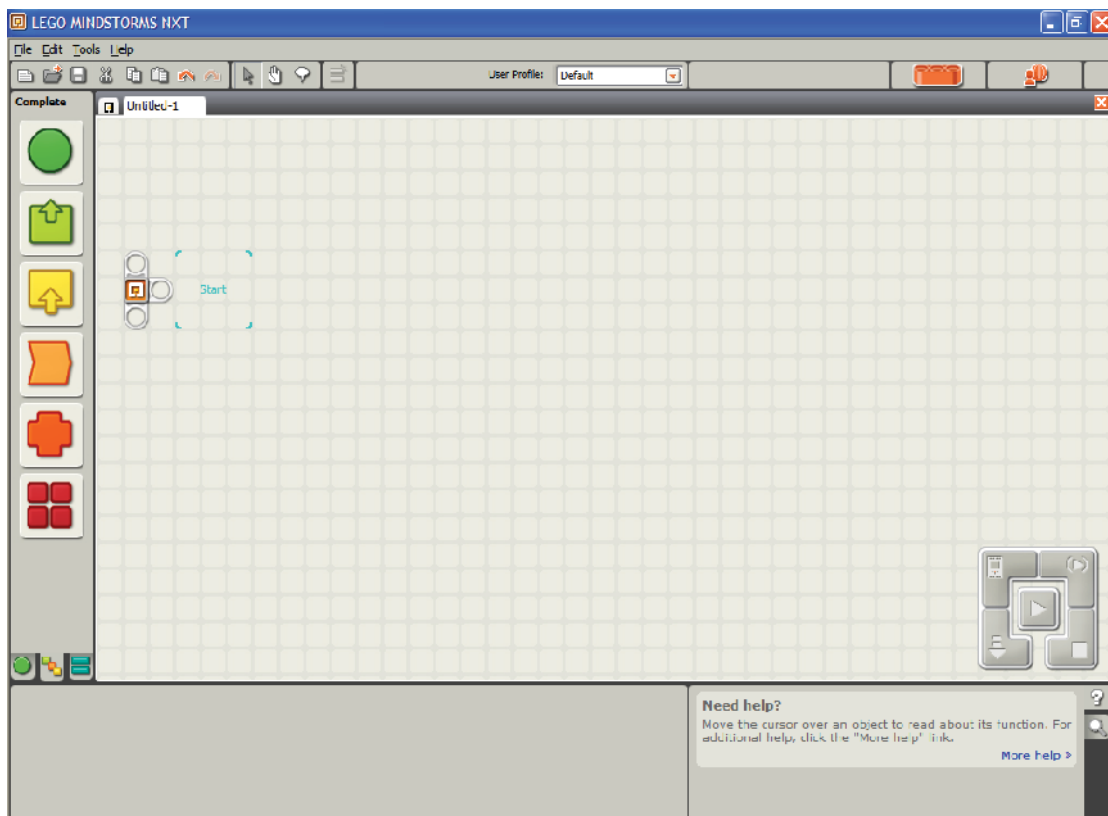 LEGO MINDSTORMS NXT
File Edit Tools Help
User Profile: Default
Complete
Untitled-1
Start
Need help?
Move the cursor over an object to read about its function. For
additional help, click the "More help" link.
More help »